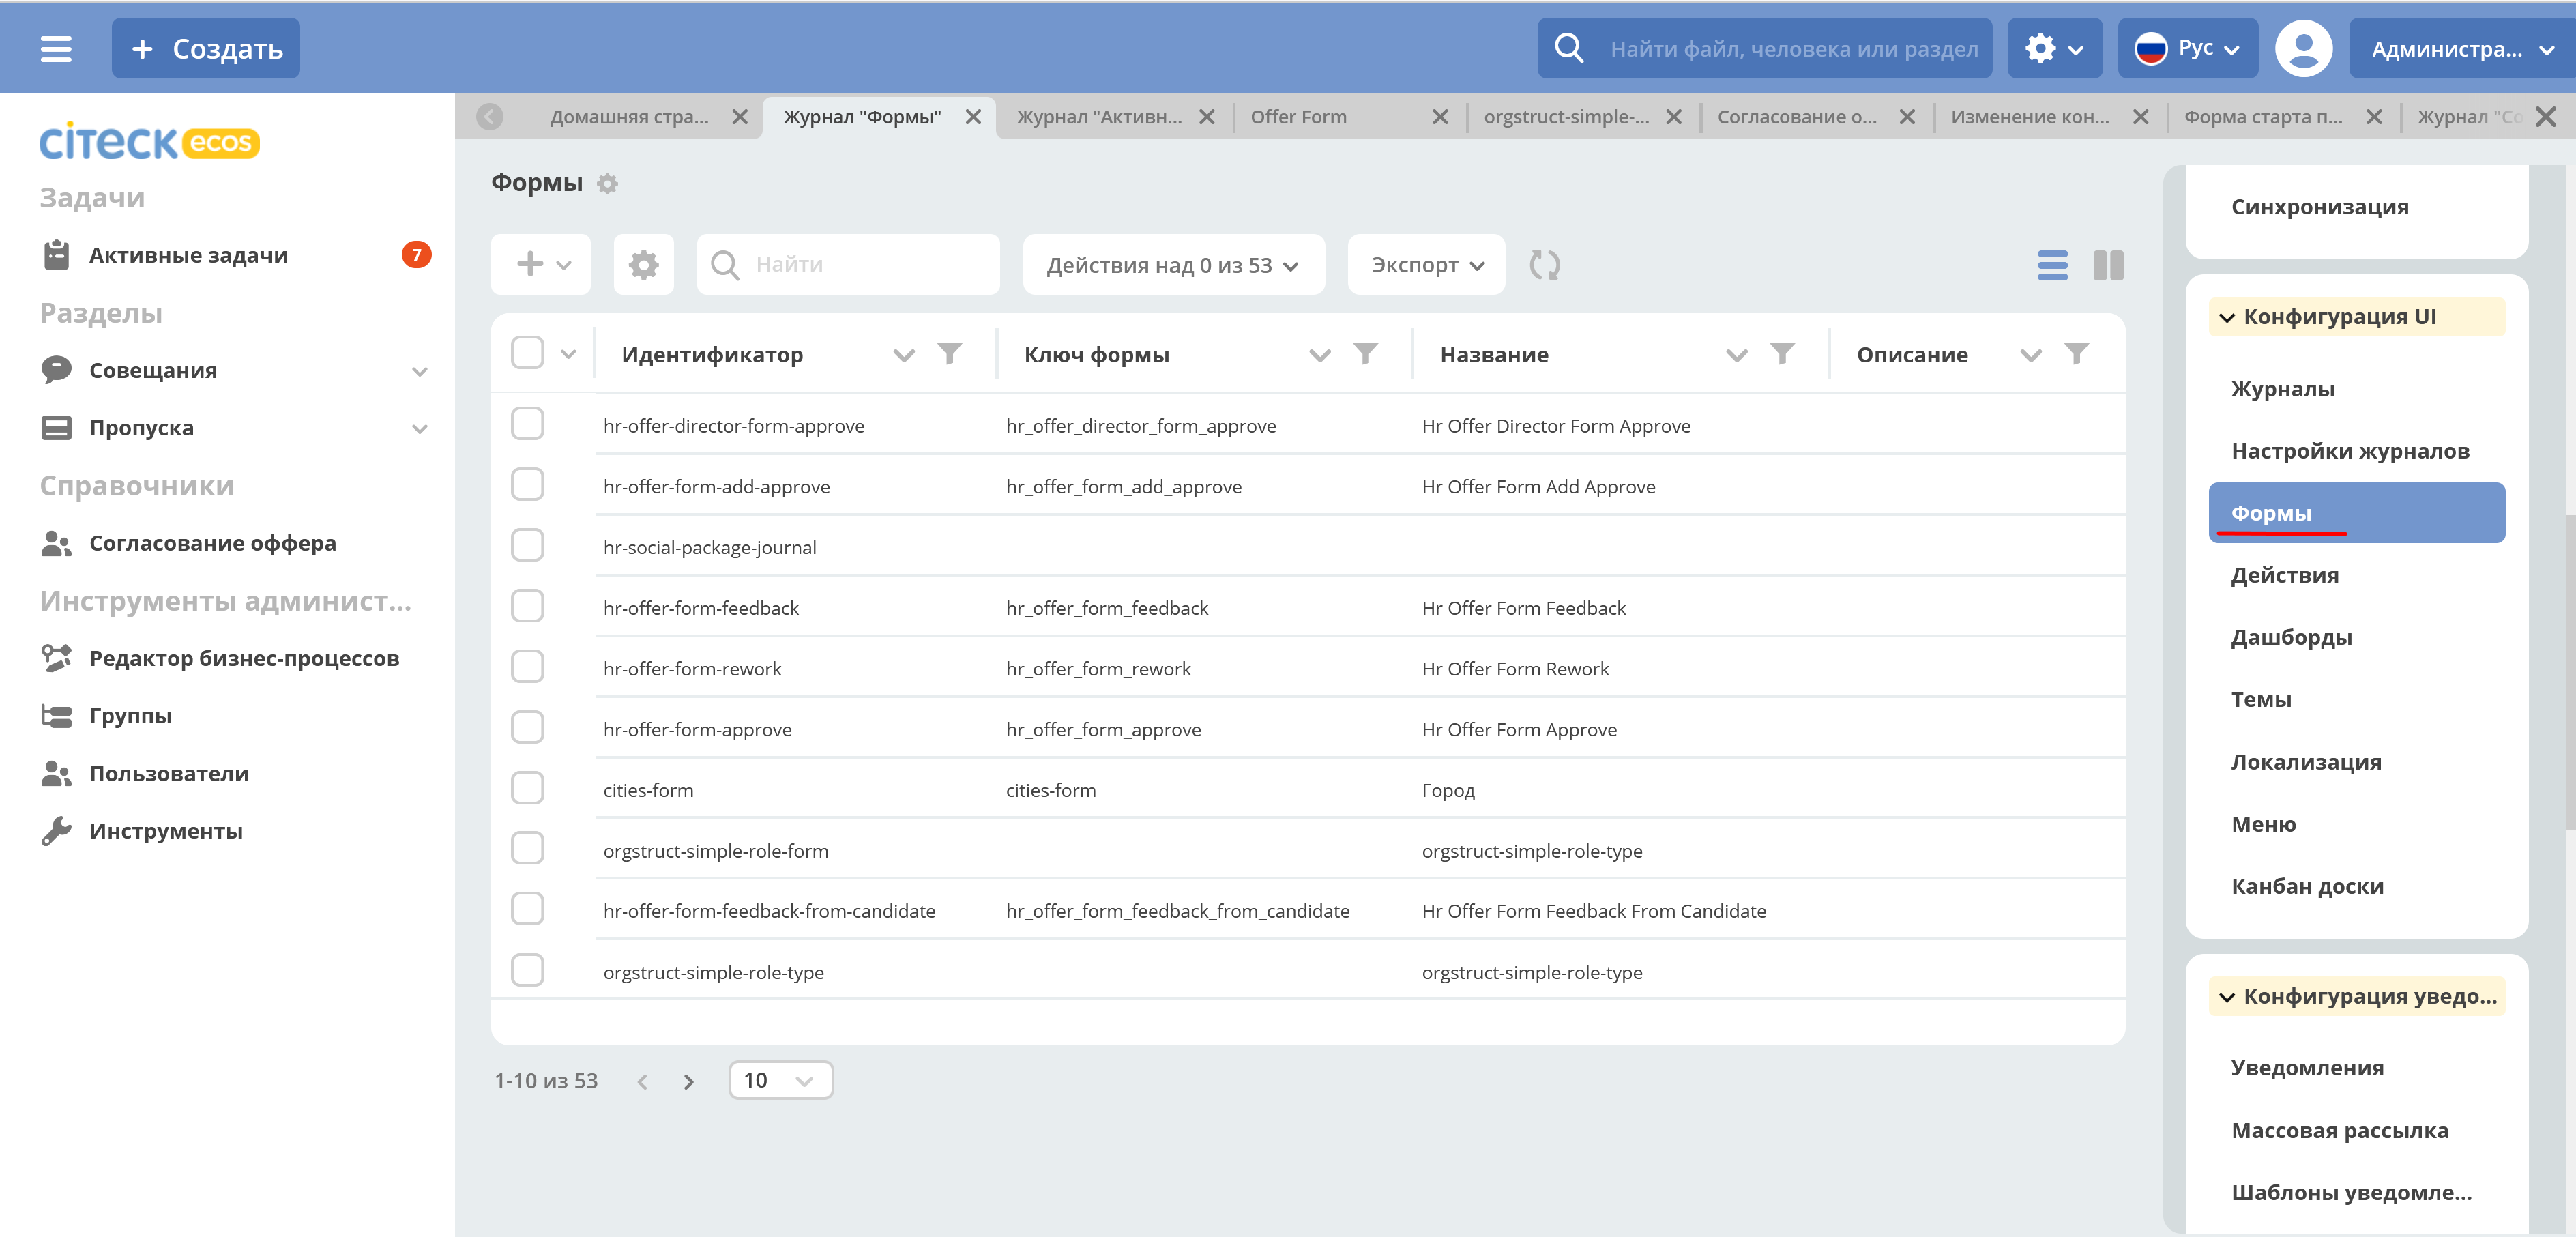 + Создать
Найти файл, человека или раздел
Рус
Администра...
Домашняя стра...
Журнал "Формы"
Журнал "Активн...
Offer Form
orgstruct-simple-...
Согласование о...
Изменение кон...
Форма старта п...
Журнал "Со
citeck ecos
Задачи
Активные задачи
7
Разделы
Совещания
Пропуска
Справочники
Согласование оффера
Инструменты админист...
Редактор бизнес-процессов
Группы
Пользователи
Инструменты
Формы
Найти
Действия над 0 из 53
Экспорт
Идентификатор Ключ формы Название Описание
hr-offer-director-form-approve hr_offer_director_form_approve Hr Offer Director Form Approve
hr-offer-form-add-approve hr_offer_form_add_approve Hr Offer Form Add Approve
hr-social-package-journal
hr-offer-form-feedback hr_offer_form_feedback Hr Offer Form Feedback
hr-offer-form-rework hr_offer_form_rework Hr Offer Form Rework
hr-offer-form-approve hr_offer_form_approve Hr Offer Form Approve
cities-form cities-form Город
orgstruct-simple-role-form orgstruct-simple-role-type
hr-offer-form-feedback-from-candidate hr_offer_form_feedback_from_candidate Hr Offer Form Feedback From Candidate
orgstruct-simple-role-type orgstruct-simple-role-type
1-10 из 53
10
Синхронизация
Конфигурация UI
Журналы
Настройки журналов
Формы
Действия
Дашборды
Темы
Локализация
Меню
Канбан доски
Конфигурация уведо...
Уведомления
Массовая рассылка
Шаблоны уведомле...